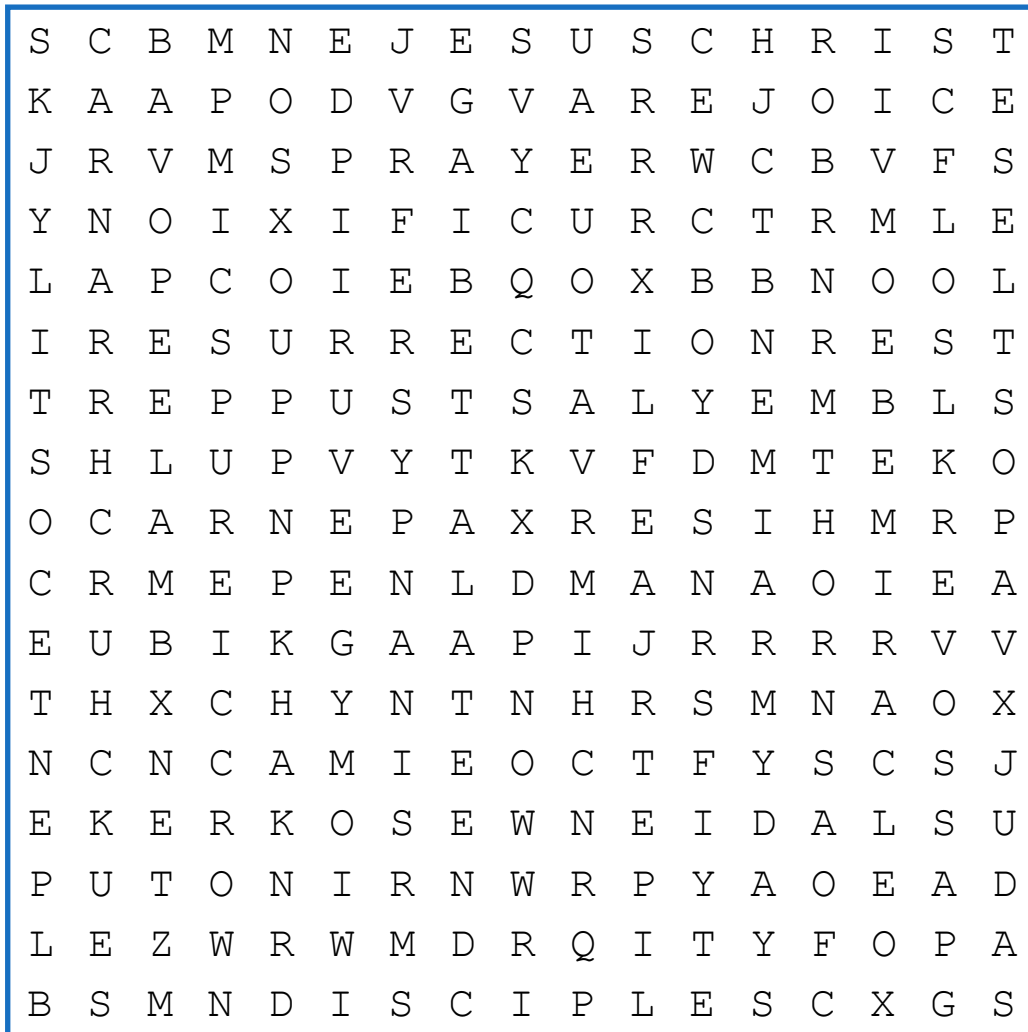 S C B M N E J E S U S C H R I S T
K A A P O D V G V A R E J O I C E
J R V M S P R A Y E R W C B V F S
Y N O I X I F I C U R C T R M L E
L A P C O I E B Q O X B B N O O L
I R E S U R R E C T I O N R E S T
T R E P P U S T S A L Y E M B L S
S H L U P V Y T K V F D M T E K O
O C A R N E P A X R E S I H M R P
C R M E P E N L D M A N A O I E A
E U B I K G A A P I J R R R R V V
T H X C H Y N T N H R S M N A O X
N C N C A M I E O C T F Y S C S J
E K E R K O S E W N E I D A L S U
P U T O N I R N W R P Y A O E A D
L E Z W R W M D R Q I T Y F O P A
B S M N D I S C I P L E S C X G S